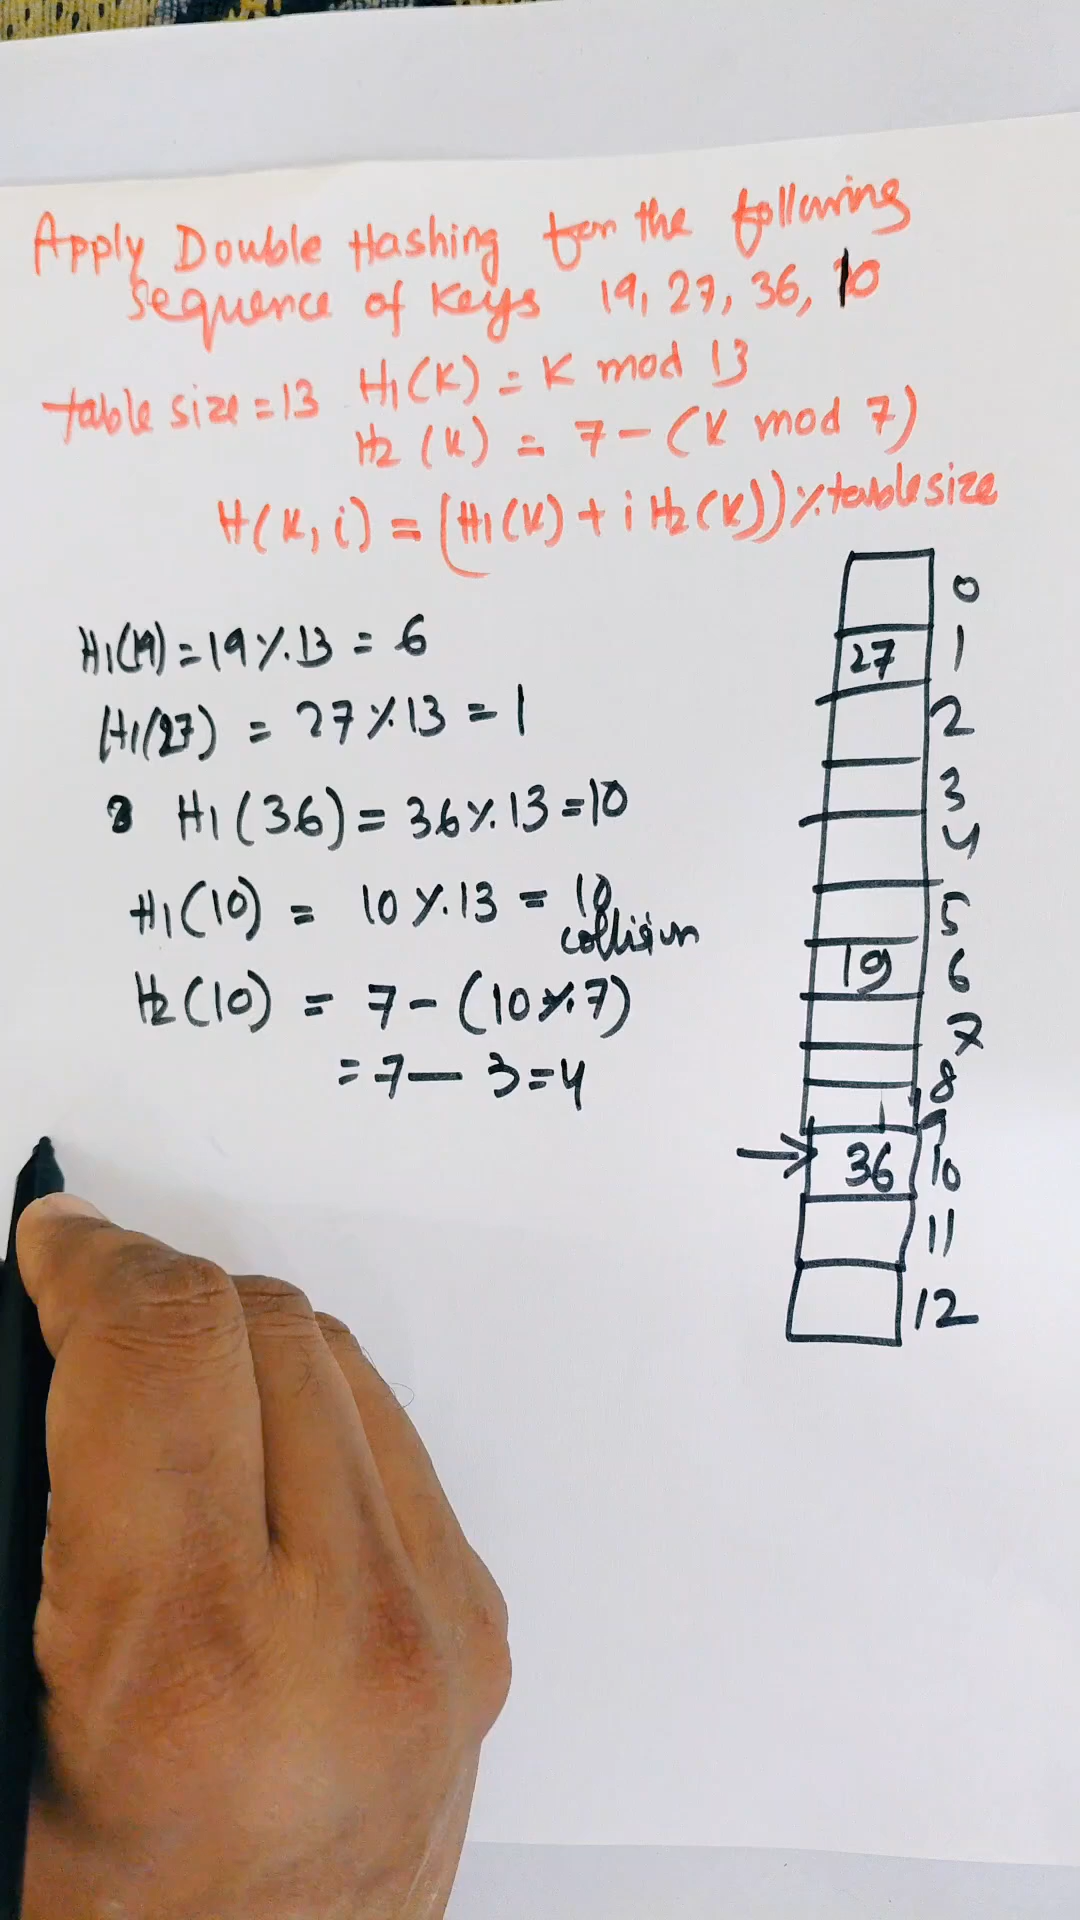 Apply Double Hashing for the following
sequence of Keys 19, 27, 36, 10
table size = 13 H1(K) = K mod 13
H2(K) = 7 - (K mod 7)
H(K, i) = (H1(K) + i H2(K)) % table size
H1(19) = 19 % 13 = 6
H1(27) = 27 % 13 = 1
H1(36) = 36 % 13 = 10
H1(10) = 10 % 13 = 10
collision
H2(10) = 7 - (10 % 7)
= 7 - 3 = 4
0
27 1
2
3
4
5
19 6
7
8
9
→ 36 10
11
12